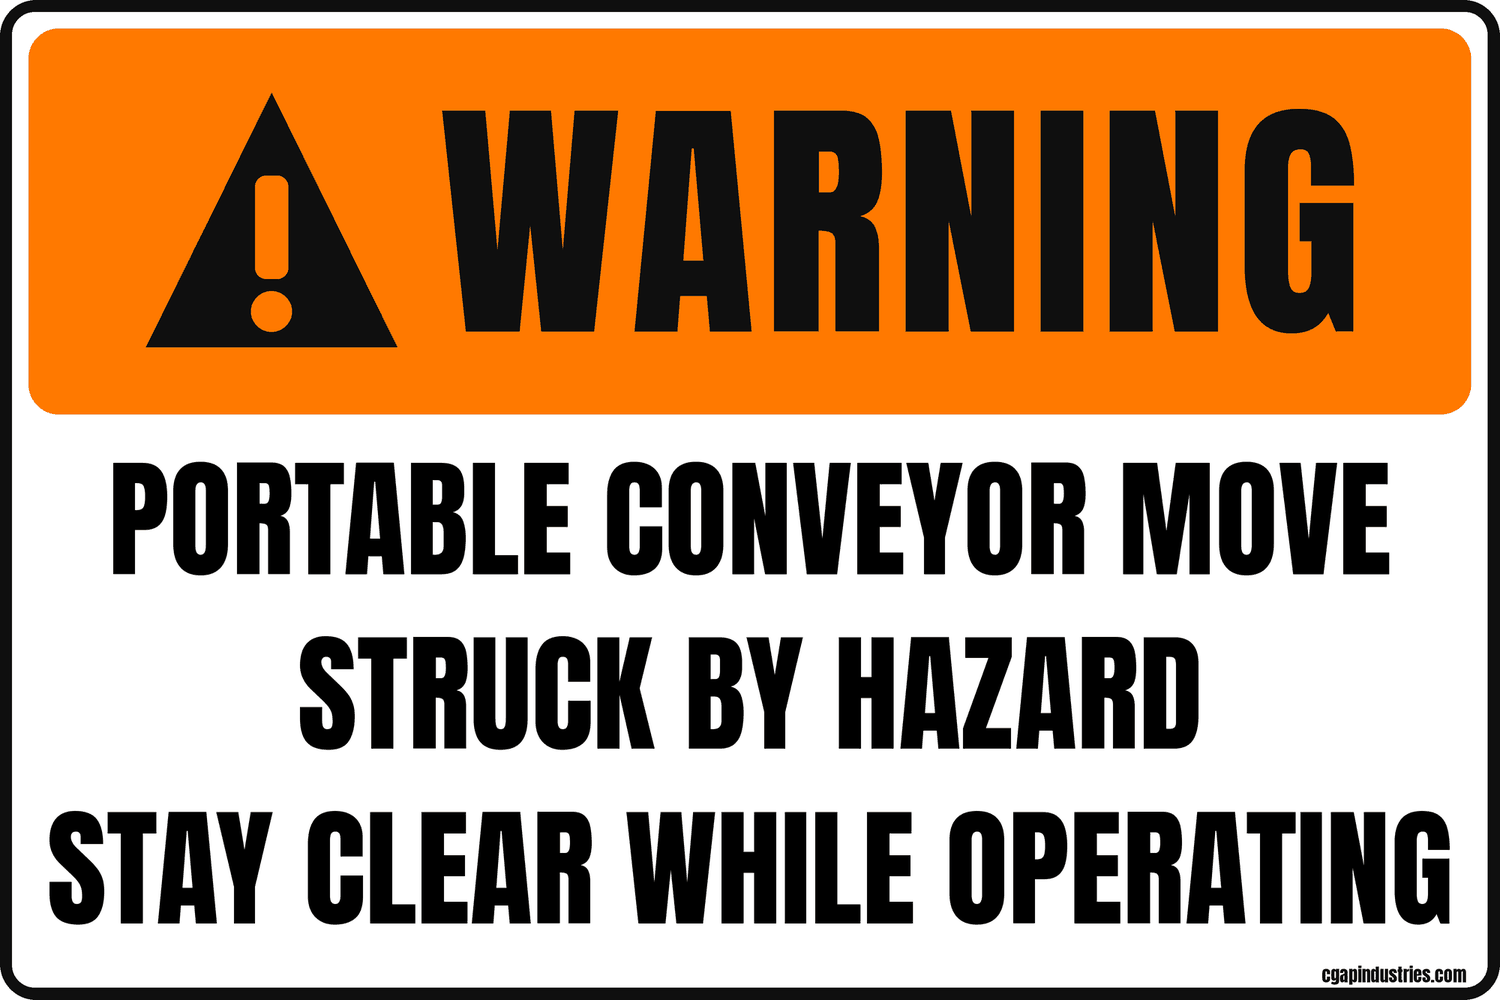 WARNING
PORTABLE CONVEYOR MOVE
STRUCK BY HAZARD
STAY CLEAR WHILE OPERATING
cgapindustries.com